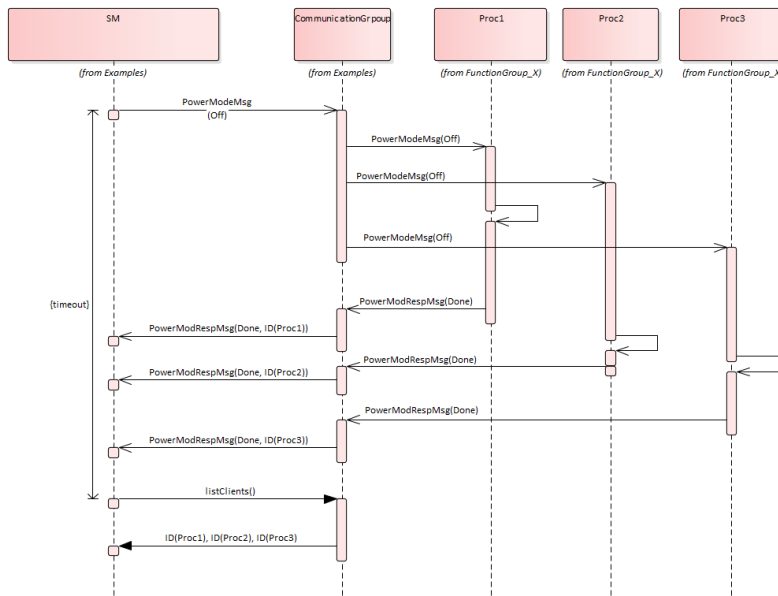 SM
CommunicationGrpoup
Proc1
Proc2
Proc3
(from Examples)
(from Examples)
(from FunctionGroup_X)
(from FunctionGroup_X)
(from FunctionGroup_X)
PowerModeMsg
(Off)
PowerModeMsg(Off)
PowerModeMsg(Off)
PowerModeMsg(Off)
{timeout}
PowerModRespMsg(Done)
PowerModRespMsg(Done, ID(Proc1))
PowerModRespMsg(Done)
PowerModRespMsg(Done, ID(Proc2))
PowerModRespMsg(Done)
PowerModRespMsg(Done, ID(Proc3))
listClients()
ID(Proc1), ID(Proc2), ID(Proc3)